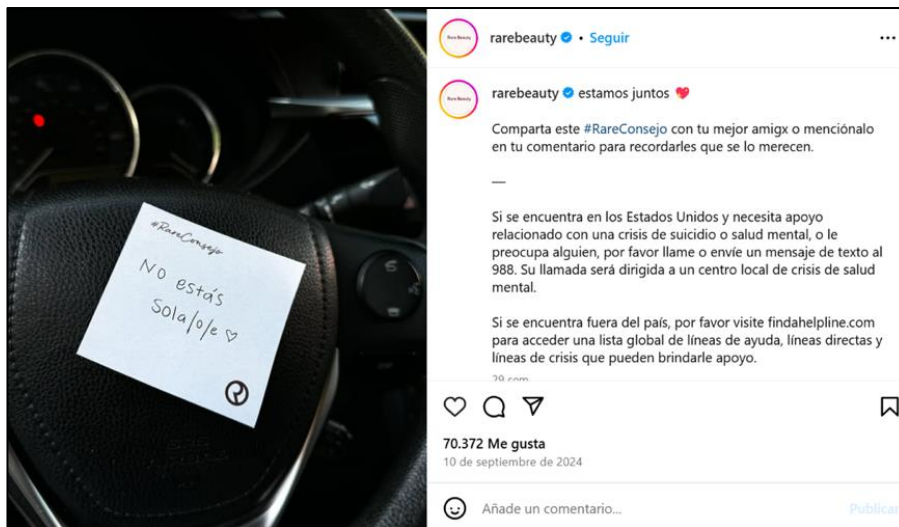 #RareConsejo
No estás
Sola/o/e. ♡
R
rarebeauty • Seguir
rarebeauty estamos juntos 💖
Comparta este #RareConsejo con tu mejor amigx o menciónalo
en tu comentario para recordarles que se lo merecen.
—
Si se encuentra en los Estados Unidos y necesita apoyo
relacionado con una crisis de suicidio o salud mental, o le
preocupa alguien, por favor llame o envíe un mensaje de texto al
988. Su llamada será dirigida a un centro local de crisis de salud
mental.
Si se encuentra fuera del país, por favor visite findahelpline.com
para acceder una lista global de líneas de ayuda, líneas directas y
líneas de crisis que pueden brindarle apoyo.
29 sem
70.372 Me gusta
10 de septiembre de 2024
Añade un comentario...
Publicar